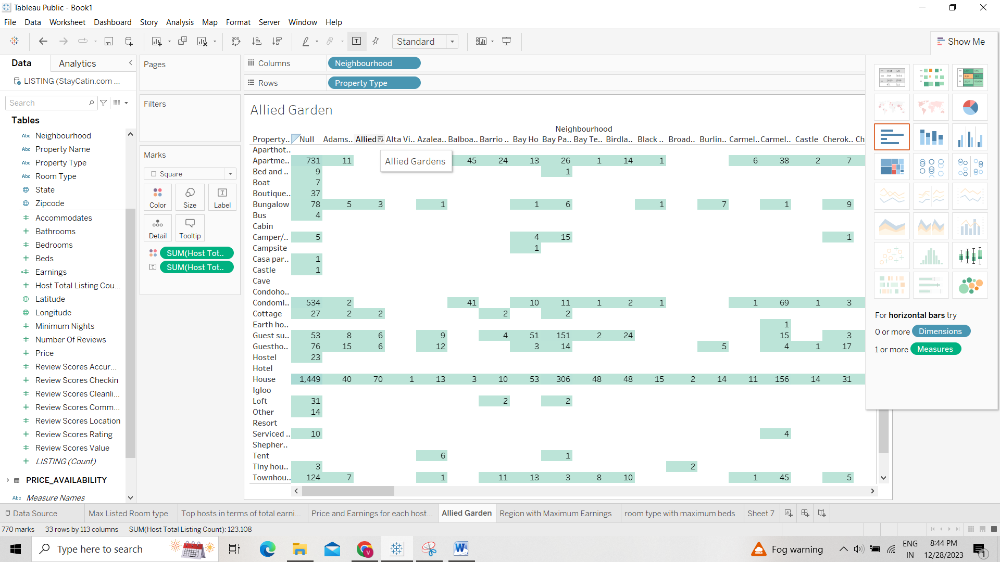 Tableau Public - Book1
File Data Worksheet Dashboard Story Analysis Map Format Server Window Help
Standard
Show Me
Data Analytics
LISTING (StayCatin.com ...
Search
Tables
Abc Neighbourhood
Abc Property Name
Abc Property Type
Abc Room Type
State
Zipcode
# Accommodates
# Bathrooms
# Bedrooms
# Beds
=# Earnings
# Host Total Listing Cou...
Latitude
Longitude
# Minimum Nights
# Number Of Reviews
# Price
# Review Scores Accur...
# Review Scores Checkin
# Review Scores Cleanli...
# Review Scores Comm...
# Review Scores Location
# Review Scores Rating
# Review Scores Value
# LISTING (Count)
PRICE_AVAILABILITY
Abc Measure Names
Pages
Filters
Marks
Square
Color Size Label
Detail Tooltip
SUM(Host Tot..
T SUM(Host Tot..
Columns Neighbourhood
Rows Property Type
Allied Garden
Neighbourhood
Property.. Null Adams.. Allied Alta Vi.. Azalea.. Balboa.. Barrio .. Bay Ho Bay Pa.. Bay Te.. Birdla.. Black .. Broad.. Burlin.. Carmel.. Carmel.. Castle Cherok.. Ch
Aparthot..
Apartme.. 731 11 45 24 13 26 1 14 1 6 38 2 7
Allied Gardens
Bed and .. 9 1
Boat 7
Boutique.. 37
Bungalow 78 5 3 1 1 6 1 7 1 9
Bus 4
Cabin
Camper/.. 5 4 15 1
Campsite 1
Casa par.. 1
Castle 1
Cave
Condoho..
Condomi.. 534 2 41 10 11 1 2 1 1 69 1 3
Cottage 27 2 2 2 2
Earth ho.. 1
Guest su.. 53 8 6 9 4 51 151 2 24 15 3
Guestho.. 76 15 6 12 3 14 5 4 1 17
Hostel 23
Hotel
House 1,449 40 70 1 13 3 10 53 306 48 48 15 2 14 11 156 14 31
Igloo
Loft 31 2 2
Other 14
Resort
Serviced .. 10 4
Shepher..
Tent 6 1
Tiny hou.. 3 2
Townhou.. 124 7 1 11 13 3 8 10 1 45 5
For horizontal bars try
0 or more Dimensions
1 or more Measures
Data Source Max Listed Room type Top hosts in terms of total earni... Price and Earnings for each host... Allied Garden Region with Maximum Earnings room type with maximum beds Sheet 7
770 marks 33 rows by 113 columns SUM(Host Total Listing Count): 123,108
Type here to search
Fog warning
ENG
IN
8:44 PM
12/28/2023
1